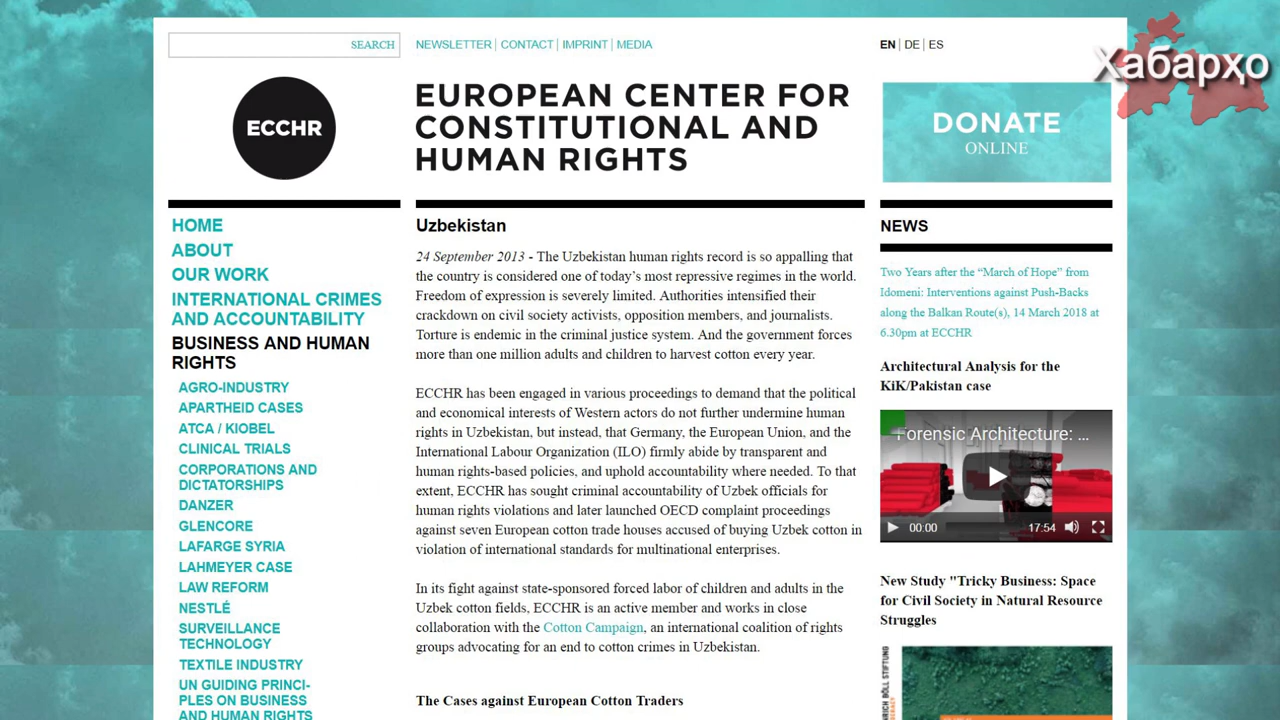 SEARCH
NEWSLETTER | CONTACT | IMPRINT | MEDIA
EN | DE | ES
Хабарҳо
ECCHR
EUROPEAN CENTER FOR
CONSTITUTIONAL AND
HUMAN RIGHTS
DONATE
ONLINE
HOME
ABOUT
OUR WORK
INTERNATIONAL CRIMES
AND ACCOUNTABILITY
BUSINESS AND HUMAN
RIGHTS
AGRO-INDUSTRY
APARTHEID CASES
ATCA / KIOBEL
CLINICAL TRIALS
CORPORATIONS AND
DICTATORSHIPS
DANZER
GLENCORE
LAFARGE SYRIA
LAHMEYER CASE
LAW REFORM
NESTLÉ
SURVEILLANCE
TECHNOLOGY
TEXTILE INDUSTRY
UN GUIDING PRINCI-
PLES ON BUSINESS
AND HUMAN RIGHTS
Uzbekistan
24 September 2013 - The Uzbekistan human rights record is so appalling that
the country is considered one of today’s most repressive regimes in the world.
Freedom of expression is severely limited. Authorities intensified their
crackdown on civil society activists, opposition members, and journalists.
Torture is endemic in the criminal justice system. And the government forces
more than one million adults and children to harvest cotton every year.
ECCHR has been engaged in various proceedings to demand that the political
and economical interests of Western actors do not further undermine human
rights in Uzbekistan, but instead, that Germany, the European Union, and the
International Labour Organization (ILO) firmly abide by transparent and
human rights-based policies, and uphold accountability where needed. To that
extent, ECCHR has sought criminal accountability of Uzbek officials for
human rights violations and later launched OECD complaint proceedings
against seven European cotton trade houses accused of buying Uzbek cotton in
violation of international standards for multinational enterprises.
In its fight against state-sponsored forced labor of children and adults in the
Uzbek cotton fields, ECCHR is an active member and works in close
collaboration with the Cotton Campaign, an international coalition of rights
groups advocating for an end to cotton crimes in Uzbekistan.
The Cases against European Cotton Traders
NEWS
Two Years after the “March of Hope” from
Idomeni: Interventions against Push-Backs
along the Balkan Route(s), 14 March 2018 at
6.30pm at ECCHR
Architectural Analysis for the
KiK/Pakistan case
Forensic Architecture: ...
00:00
17:54
New Study "Tricky Business: Space
for Civil Society in Natural Resource
Struggles